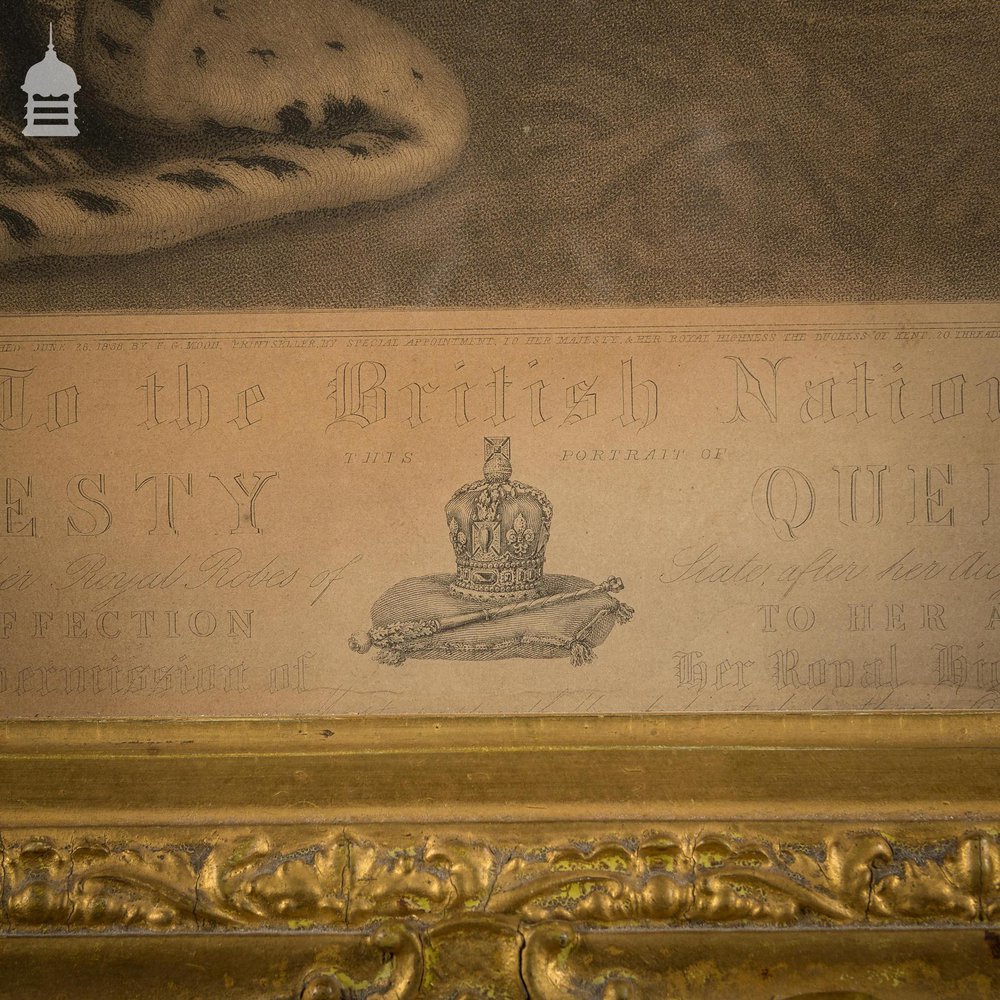 HED JUNE 28, 1838, BY F. G. MOON, PRINTSELLER, BY SPECIAL APPOINTMENT, TO HER MAJESTY, & HER ROYAL HIGHNESS THE DUCHESS OF KENT, 20 THREAD
To the British Nation
THIS PORTRAIT OF
ESTY QUE
Royal Robes of State, after her
FFECTION TO HER A
permission of Her Royal Hig